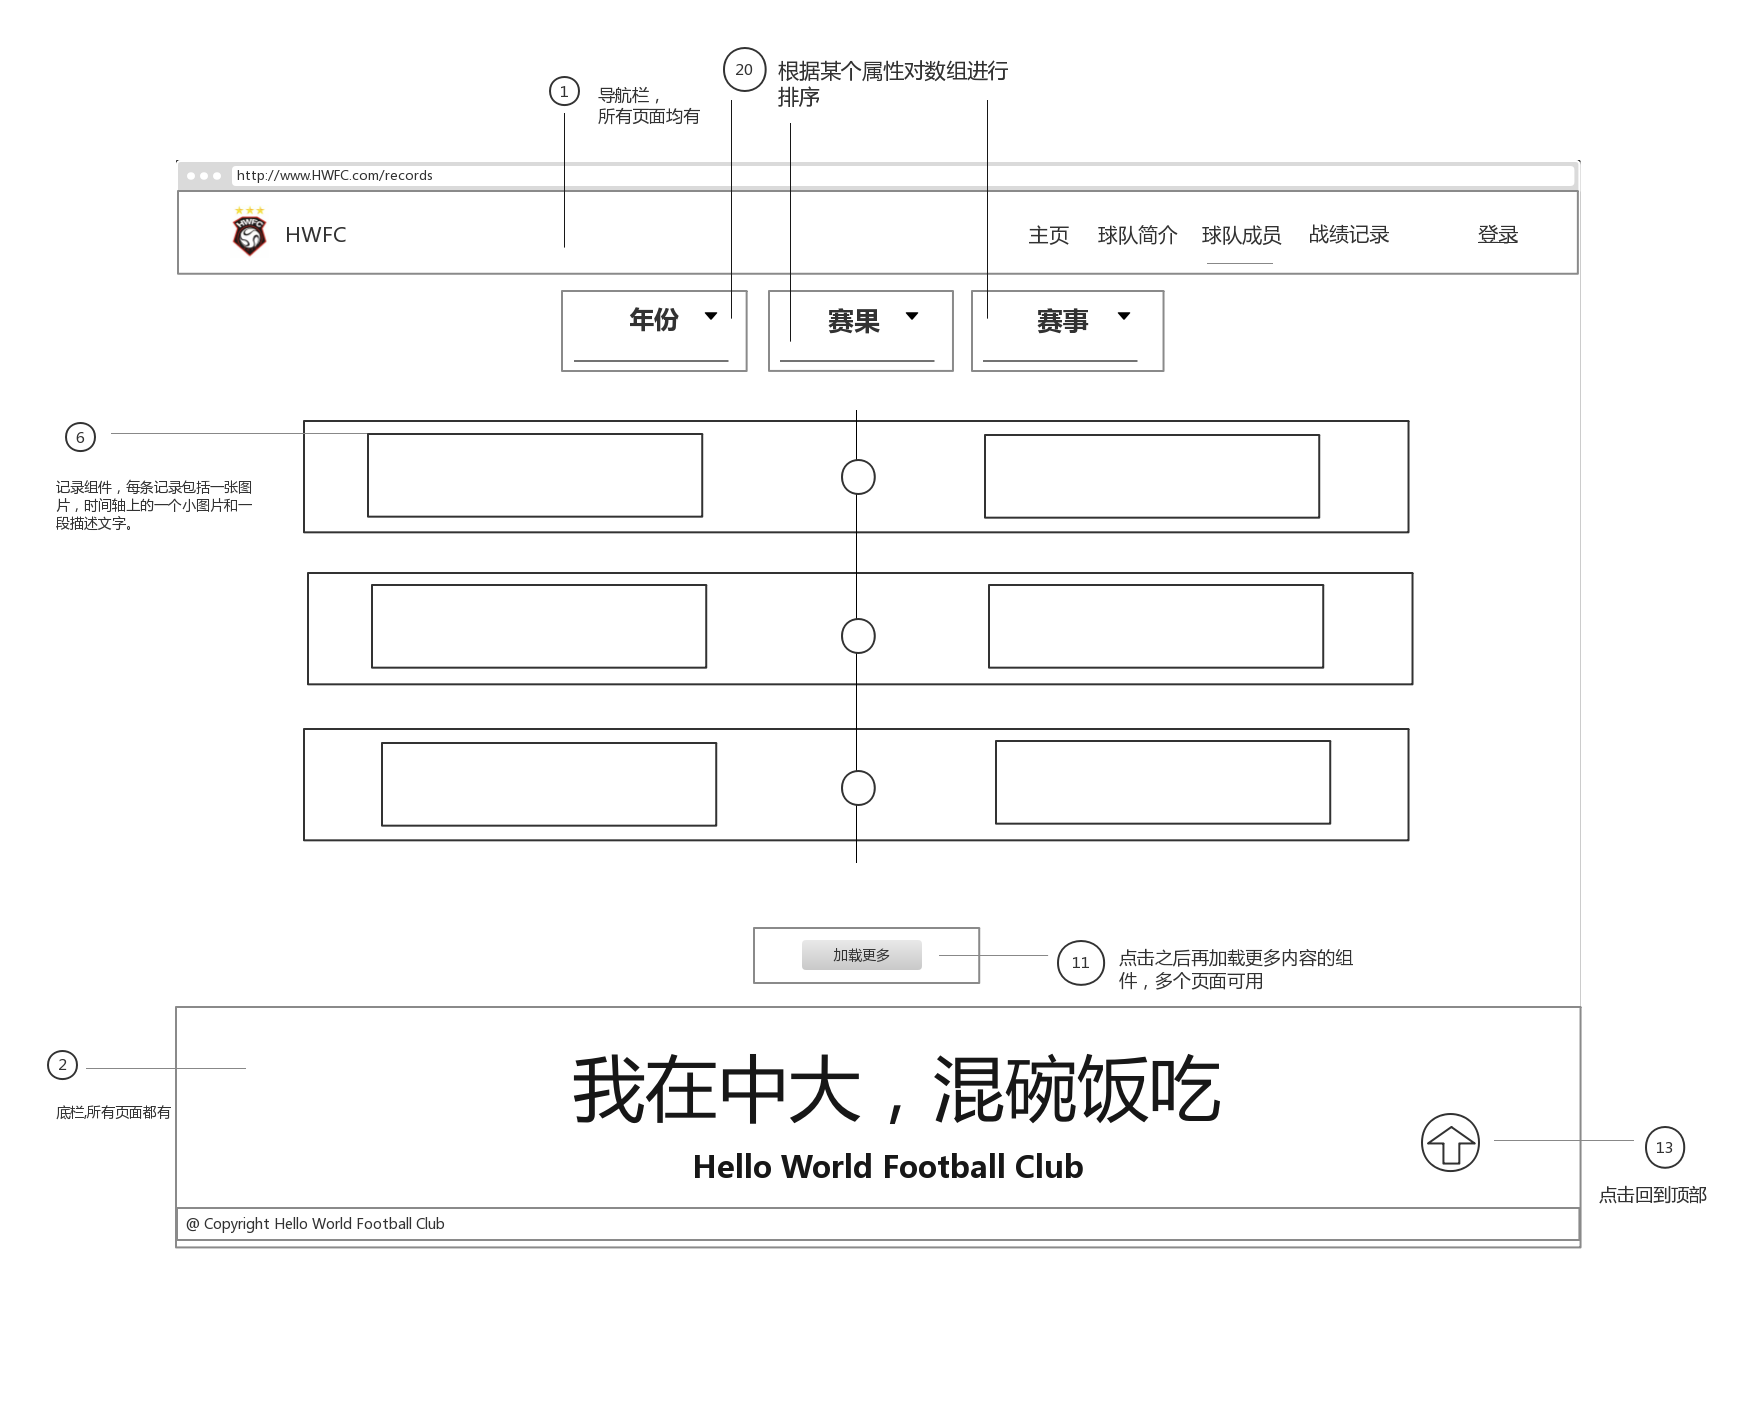 20
根据某个属性对数组进行
排序
1
导航栏，
所有页面均有
http://www.HWFC.com/records
HWFC
HWFC
主页
球队简介
球队成员
战绩记录
登录
年份
赛果
赛事
6
记录组件，每条记录包括一张图
片，时间轴上的一个小图片和一
段描述文字。
加载更多
11
点击之后再加载更多内容的组
件，多个页面可用
2
底栏,所有页面都有
我在中大，混碗饭吃
Hello World Football Club
13
点击回到顶部
@ Copyright Hello World Football Club